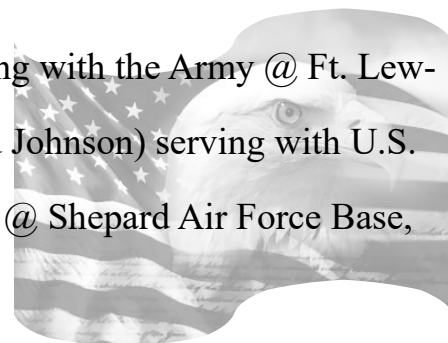 ng with the Army @ Ft. Lew-
Johnson) serving with U.S.
@ Shepard Air Force Base,